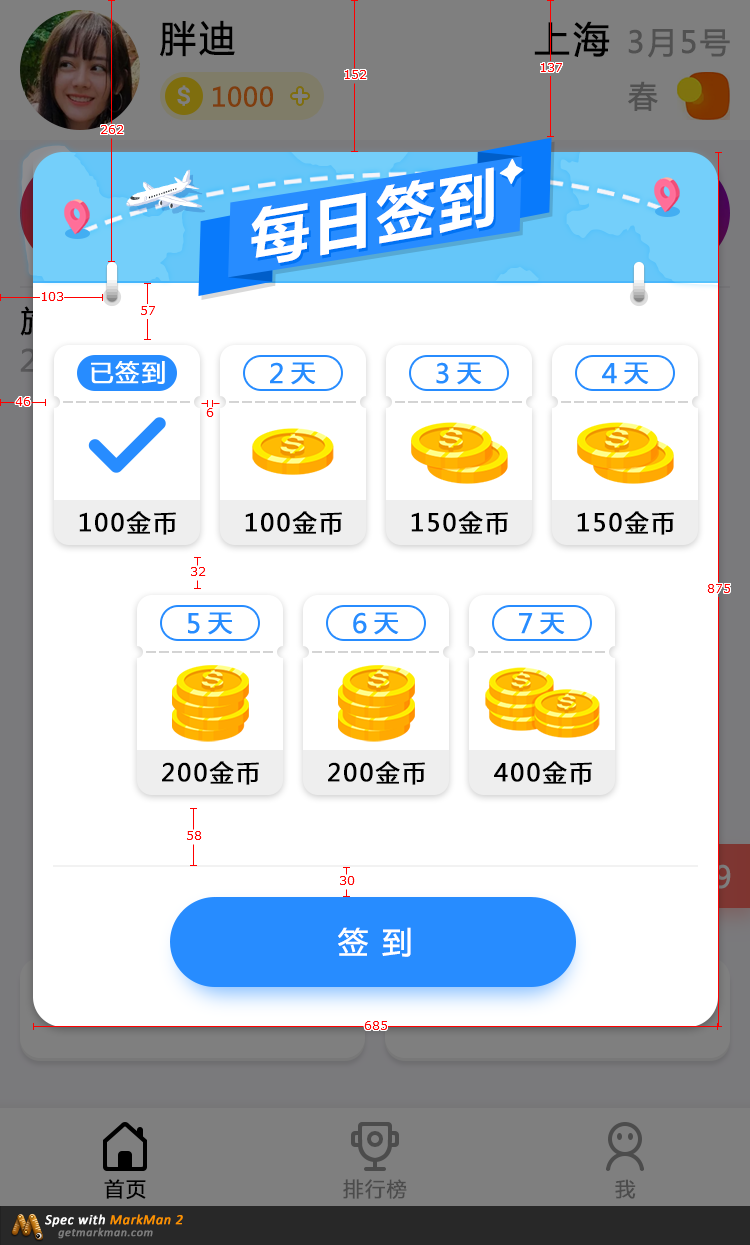 胖迪
上海 3月5号
152
137
$ 1000
春
262
每日签到
103
57
46
6
已签到
2 天
3 天
4 天
100金币
100金币
150金币
150金币
32
875
5 天
6 天
7 天
200金币
200金币
400金币
58
30
9
签 到
685
首页
排行榜
我
Spec with MarkMan 2
getmarkman.com